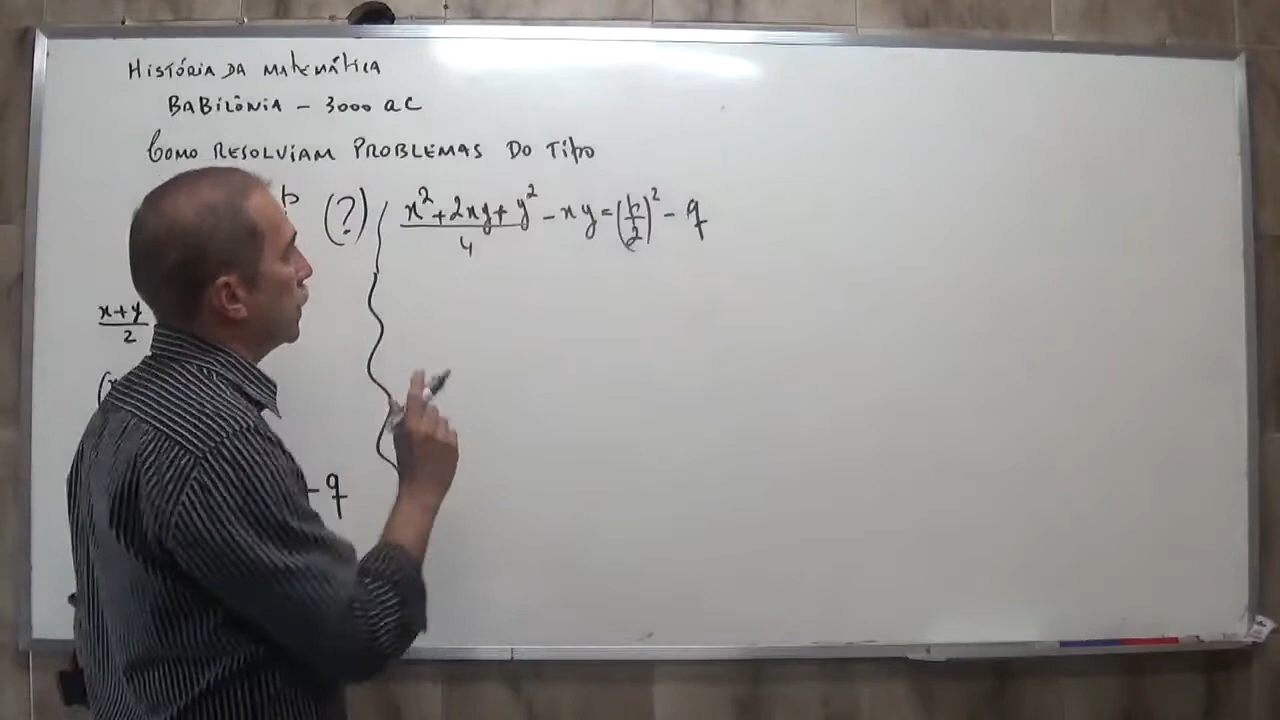 História da Matemática
Babilônia - 3000 aC
Como resolviam problemas do tipo
p (?)
x²+2xy+y²/4 - xy = (p/2)² - q
x+y/2
(x
- q